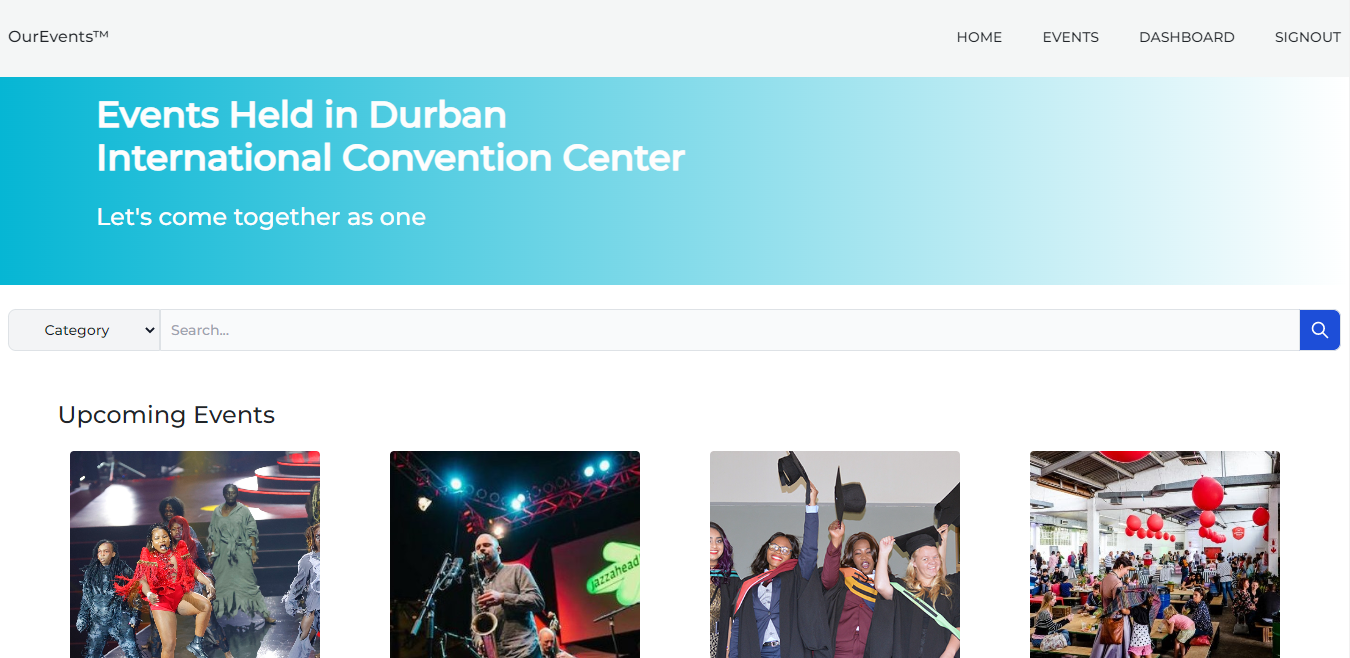 OurEvents™
HOME EVENTS DASHBOARD SIGNOUT
Events Held in Durban
International Convention Center
Let's come together as one
Category
Search...
Upcoming Events
jazzahead!